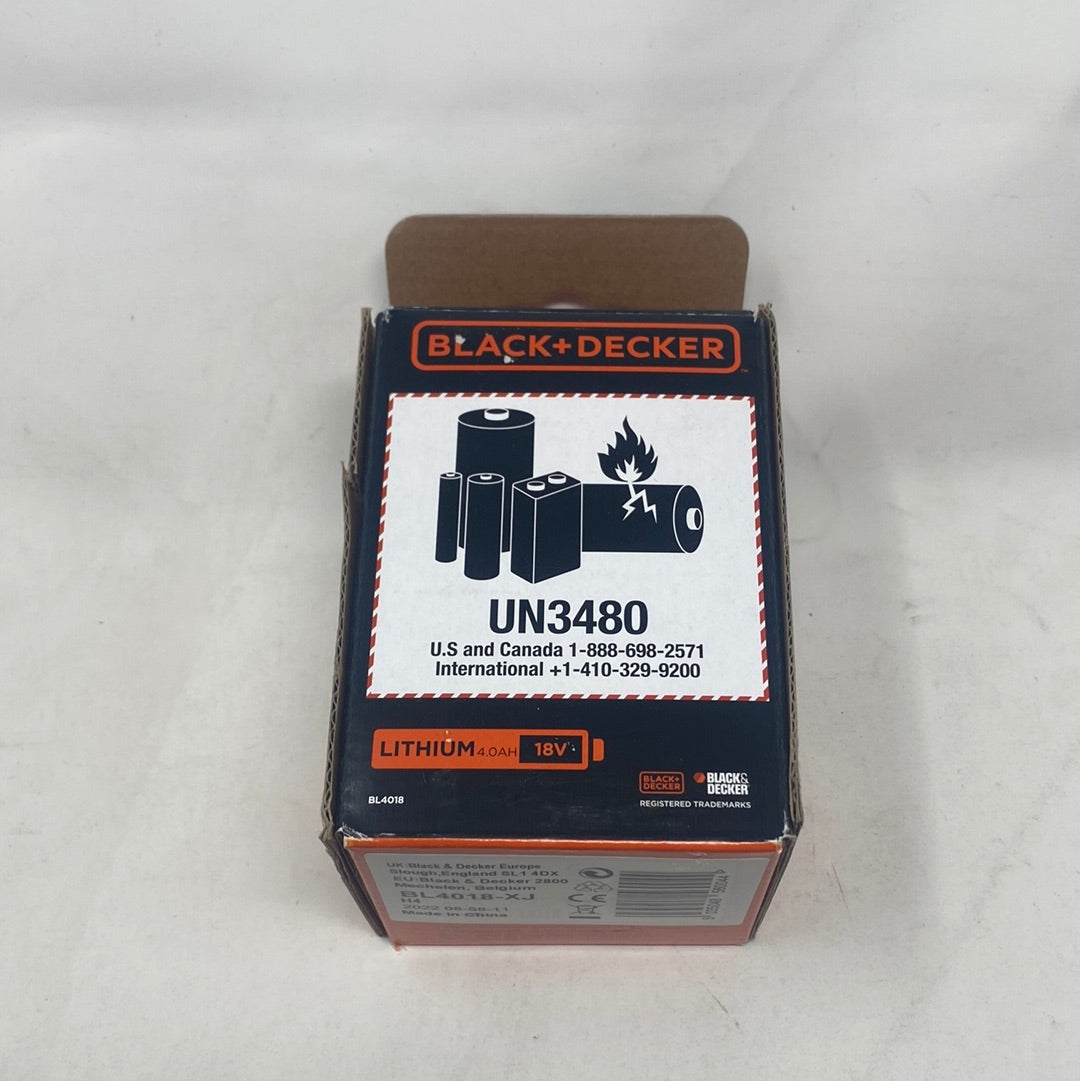 BLACK+DECKER™
UN3480
U.S and Canada 1-888-698-2571
International +1-410-329-9200
LITHIUM 4.0AH 18V
BLACK+
DECKER
BLACK&
DECKER
REGISTERED TRADEMARKS
BL4018
UK:Black & Decker Europe
Slough,England SL1 4DX
EU:Black & Decker 2800
Mechelen, Belgium
BL4018-XJ
H4
Made in China
CE